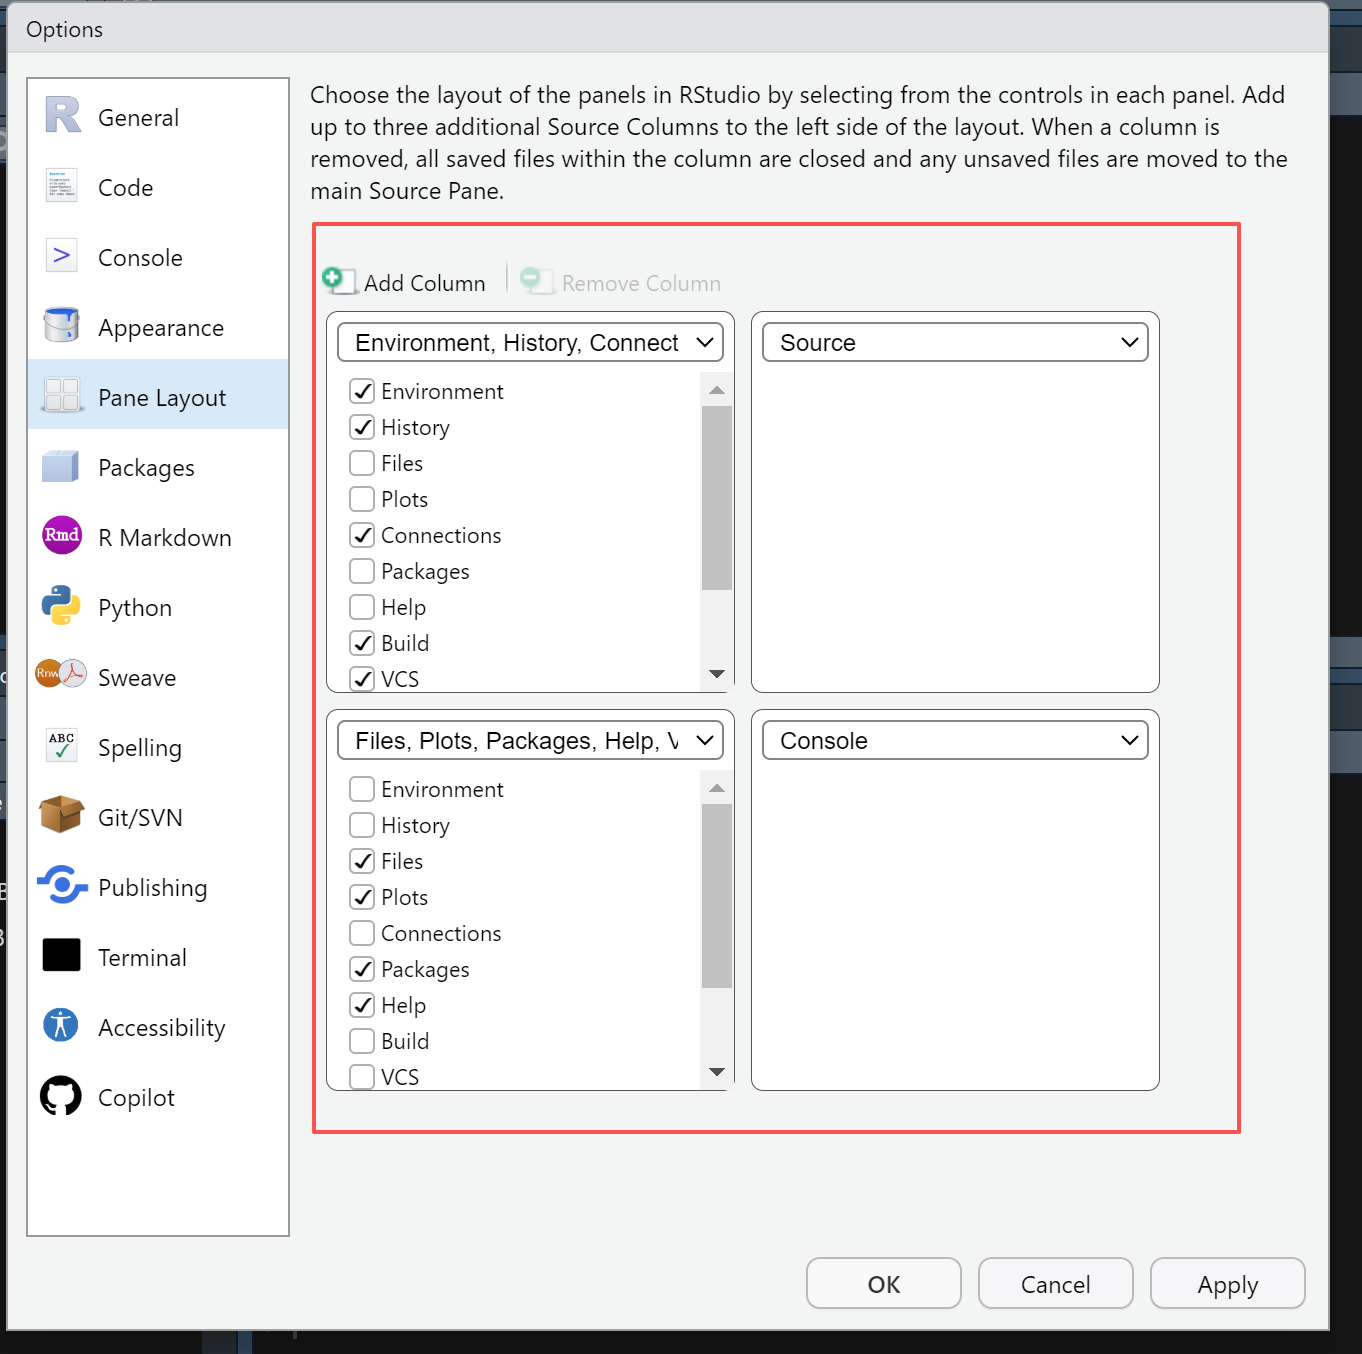 Options
General
Code
Console
Appearance
Pane Layout
Packages
Rmd
R Markdown
Python
Rnw
Sweave
ABC
Spelling
Git/SVN
Publishing
Terminal
Accessibility
Copilot
Choose the layout of the panels in RStudio by selecting from the controls in each panel. Add
up to three additional Source Columns to the left side of the layout. When a column is
removed, all saved files within the column are closed and any unsaved files are moved to the
main Source Pane.
Add Column
Remove Column
Environment, History, Connect
Environment
History
Files
Plots
Connections
Packages
Help
Build
VCS
Source
Files, Plots, Packages, Help, V
Environment
History
Files
Plots
Connections
Packages
Help
Build
VCS
Console
OK
Cancel
Apply